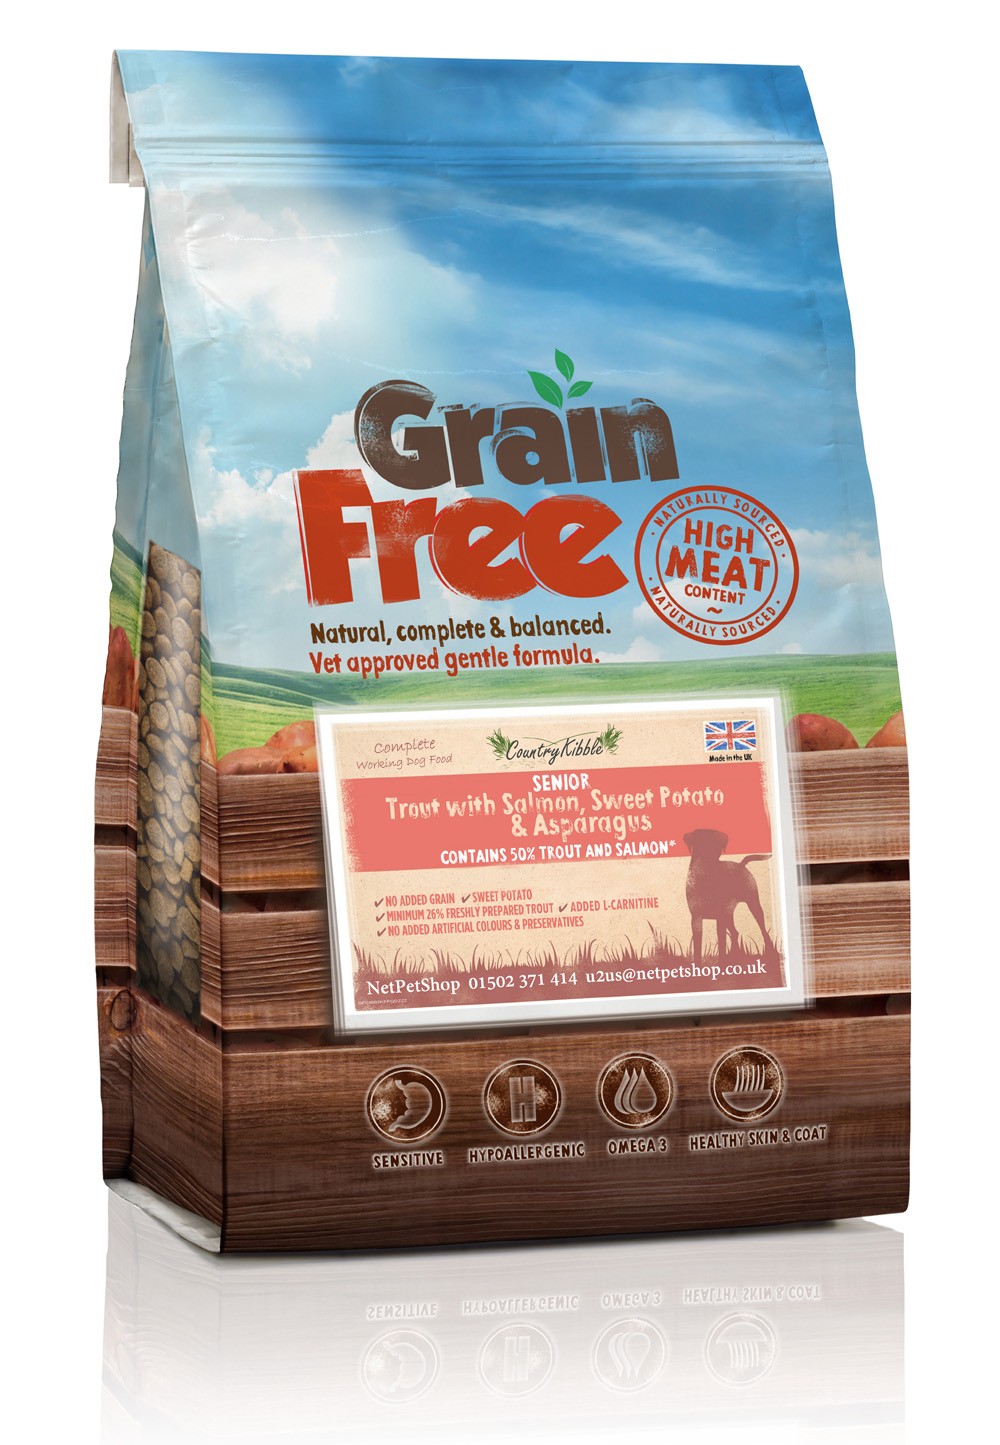 Grain
Free
NATURALLY SOURCED
HIGH
MEAT
CONTENT
NATURALLY SOURCED
Natural, complete & balanced.
Vet approved gentle formula.
Complete
Working Dog Food
Country Kibble
Made in the UK
SENIOR
Trout with Salmon, Sweet Potato
& Asparagus
CONTAINS 50% TROUT AND SALMON*
✓ NO ADDED GRAIN ✓ SWEET POTATO
✓ MINIMUM 26% FRESHLY PREPARED TROUT ✓ ADDED L-CARNITINE
✓ NO ADDED ARTIFICIAL COLOURS & PRESERVATIVES
NetPetShop 01502 371 414 u2us@netpetshop.co.uk
SENSITIVE
H
HYPOALLERGENIC
OMEGA 3
HEALTHY SKIN & COAT